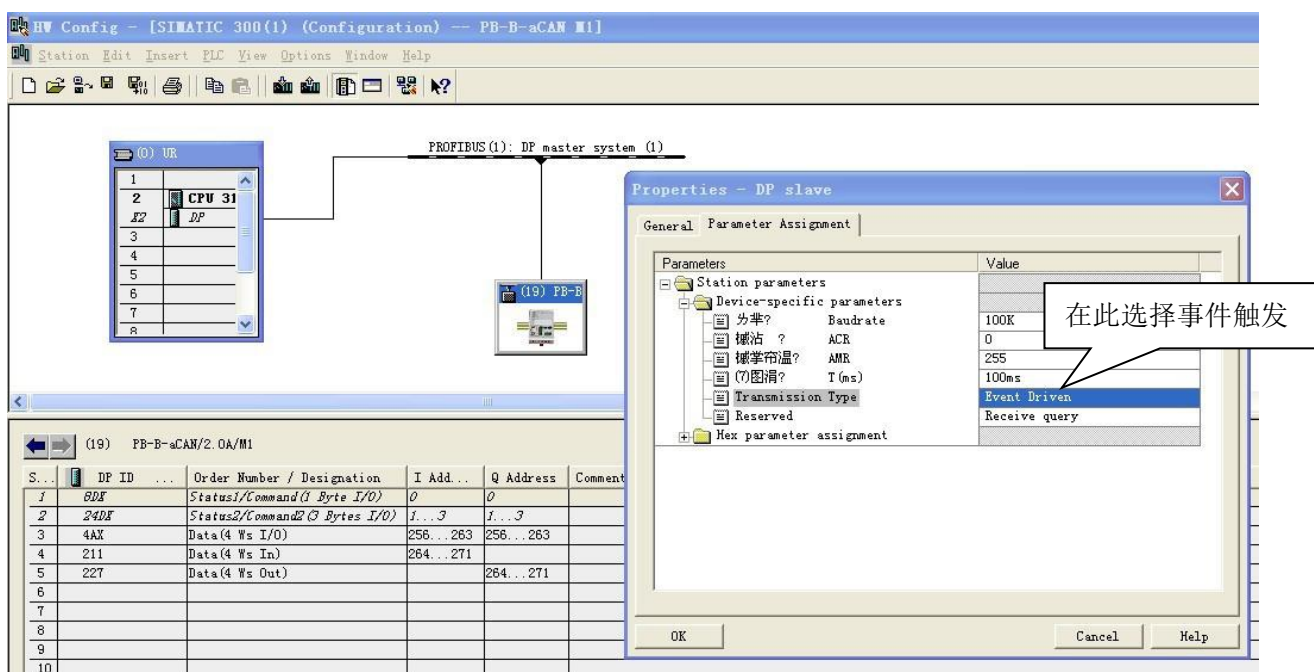 HW Config - [SIMATIC 300(1) (Configuration) -- PB-B-aCAN M1]
Station Edit Insert PLC View Options Window Help
(0) UR
1
2 CPU 31
X2 DP
3
4
5
6
7
8
PROFIBUS(1): DP master system (1)
(19) PB-B
Properties - DP slave
General Parameter Assignment
Parameters Value
Station parameters
Device-specific parameters
Baudrate 100K
ACR 0
AMR 255
T(ms) 100ms
Transmission Type Event Driven
Reserved Receive query
Hex parameter assignment
在此选择事件触发
OK Cancel Help
(19) PB-B-aCAN/2.0A/M1
S... DP ID ... Order Number / Designation I Add... Q Address Comment
1 8DX Status1/Command(1 Byte I/O) 0 0
2 24DX Status2/Command2(3 Bytes I/O) 1...3 1...3
3 4AX Data(4 Ws I/O) 256...263 256...263
4 211 Data(4 Ws In) 264...271
5 227 Data(4 Ws Out) 264...271
6
7
8
9
10